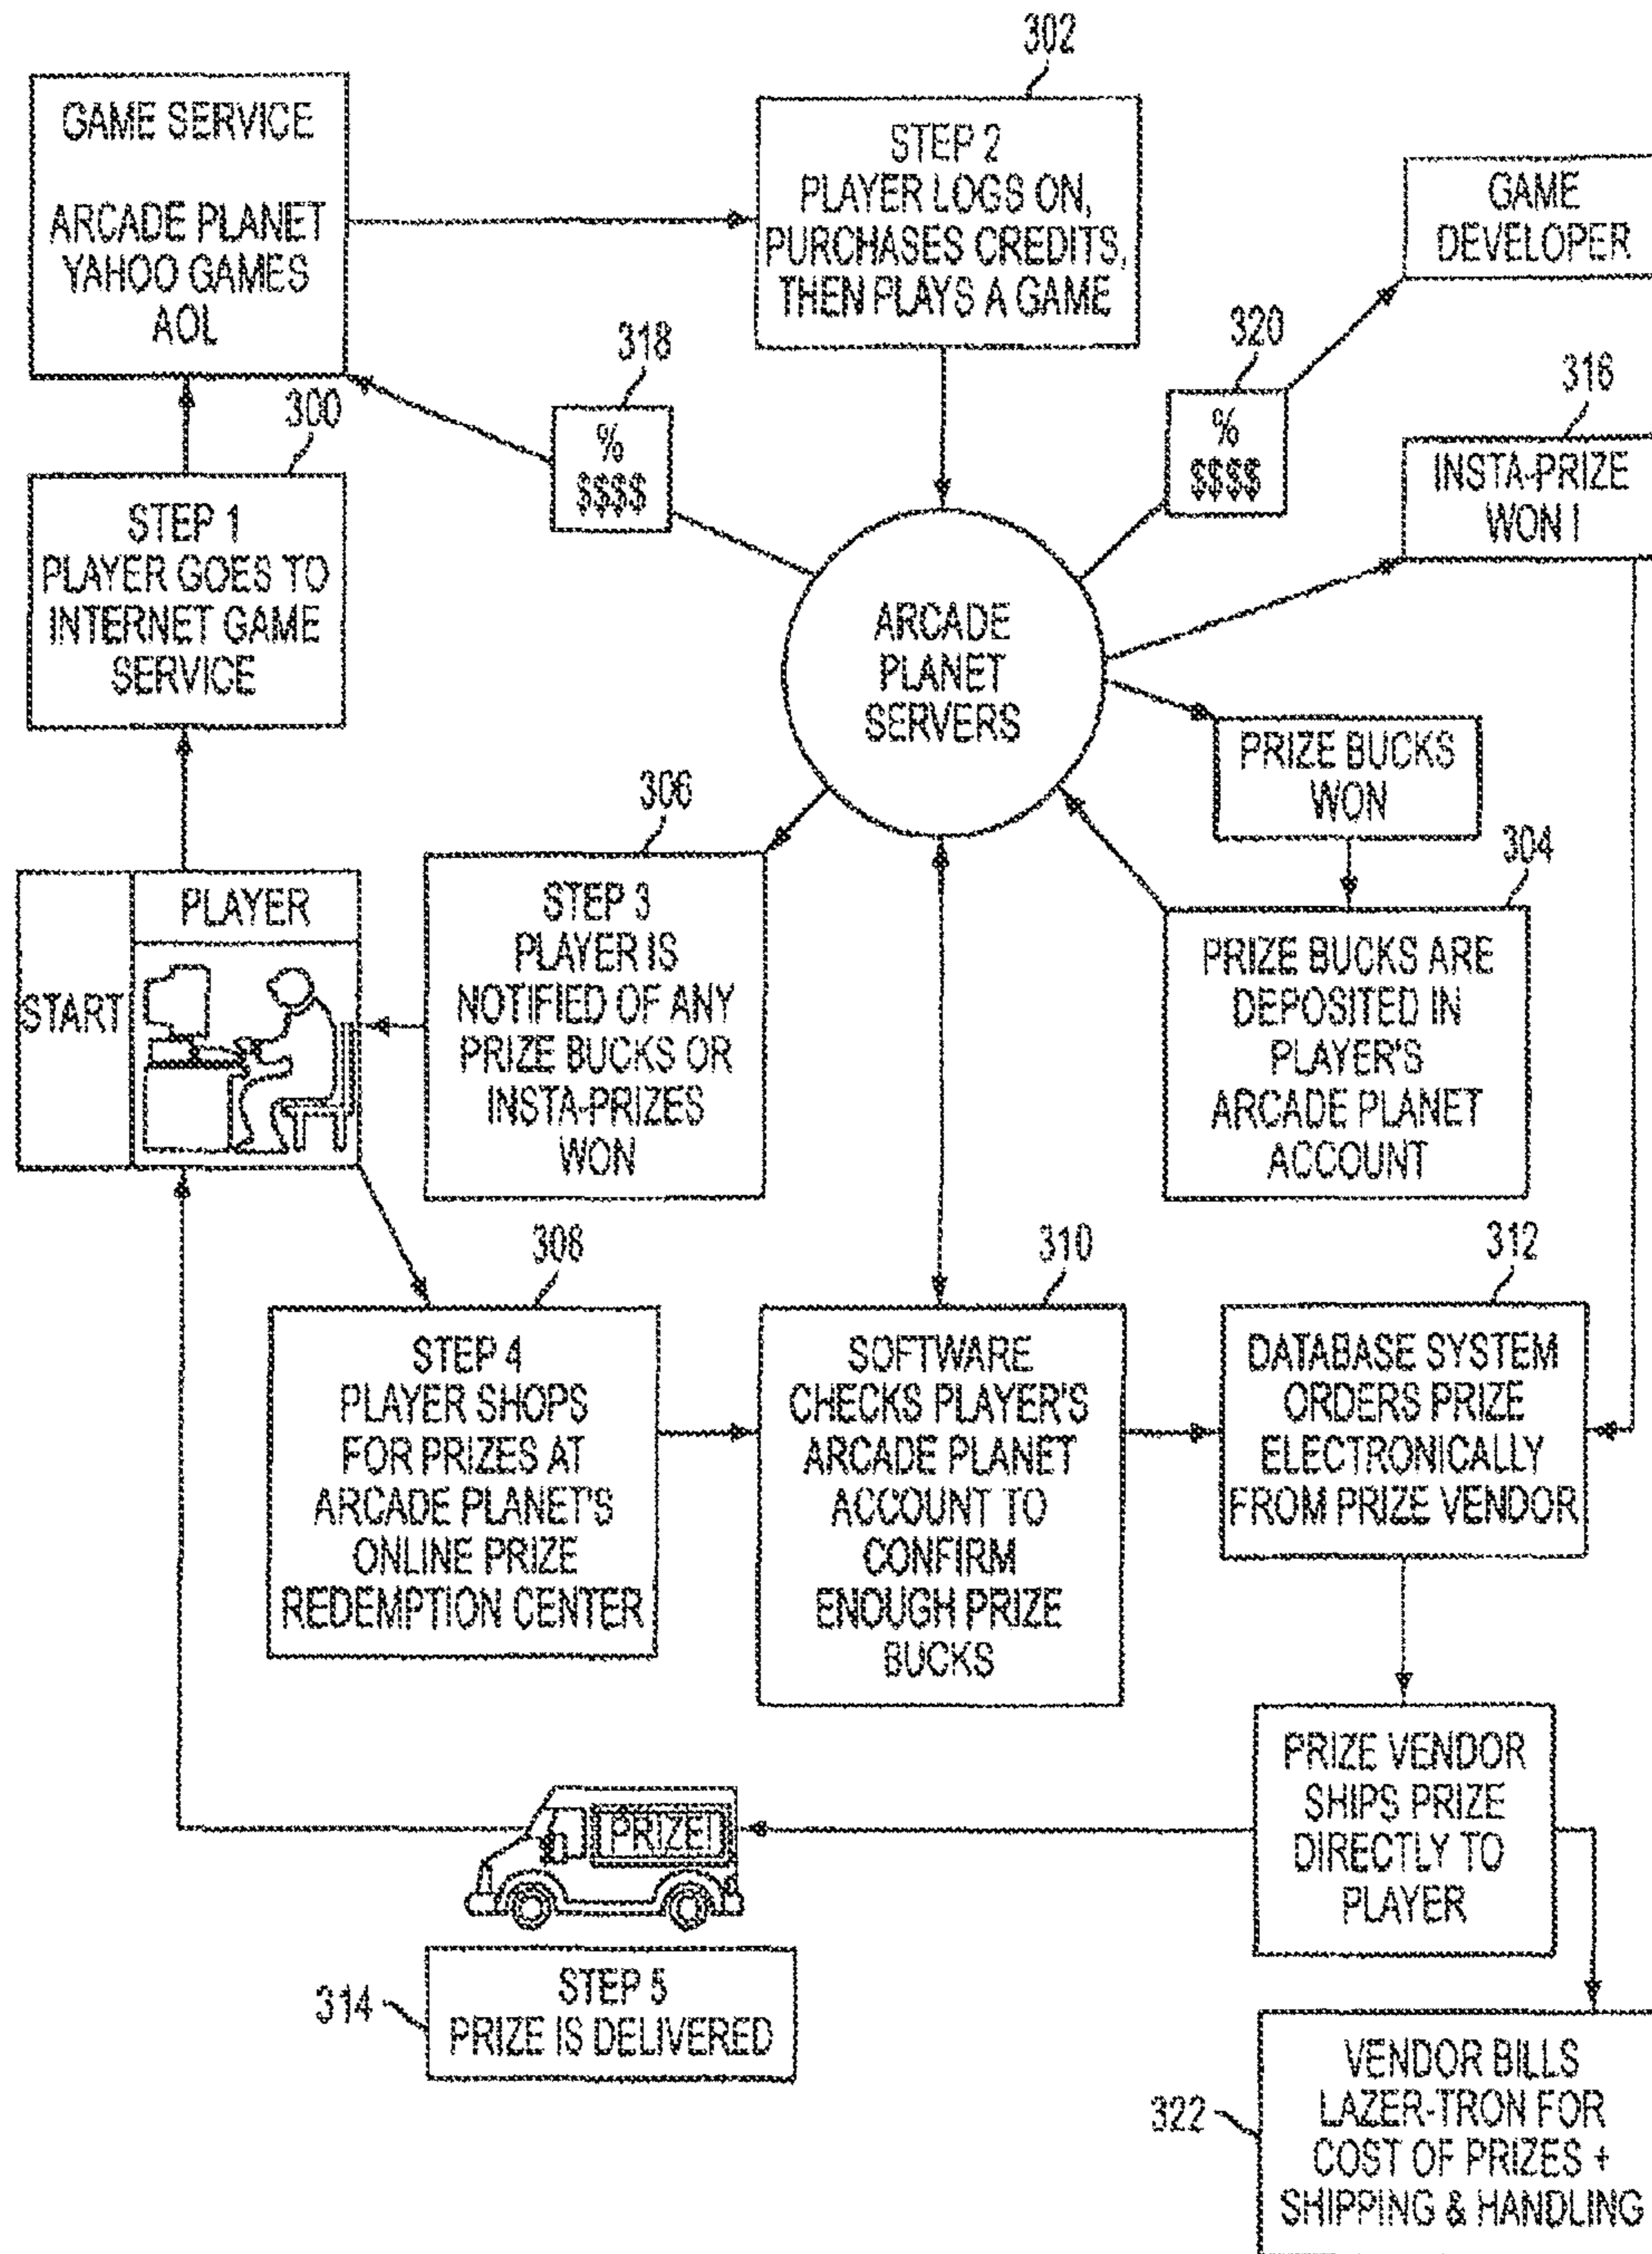 302
GAME SERVICE
ARCADE PLANET
YAHOO GAMES
AOL
STEP 2
PLAYER LOGS ON,
PURCHASES CREDITS,
THEN PLAYS A GAME
GAME
DEVELOPER
318
%
$$$$
320
%
$$$$
316
INSTA-PRIZE
WON !
300
STEP 1
PLAYER GOES TO
INTERNET GAME
SERVICE
ARCADE
PLANET
SERVERS
PRIZE BUCKS
WON
304
PRIZE BUCKS ARE
DEPOSITED IN
PLAYER'S
ARCADE PLANET
ACCOUNT
306
STEP 3
PLAYER IS
NOTIFIED OF ANY
PRIZE BUCKS OR
INSTA-PRIZES
WON
START
PLAYER
308
STEP 4
PLAYER SHOPS
FOR PRIZES AT
ARCADE PLANET'S
ONLINE PRIZE
REDEMPTION CENTER
310
SOFTWARE
CHECKS PLAYER'S
ARCADE PLANET
ACCOUNT TO
CONFIRM
ENOUGH PRIZE
BUCKS
312
DATABASE SYSTEM
ORDERS PRIZE
ELECTRONICALLY
FROM PRIZE VENDOR
PRIZE VENDOR
SHIPS PRIZE
DIRECTLY TO
PLAYER
PRIZE!
314
STEP 5
PRIZE IS DELIVERED
322
VENDOR BILLS
LAZER-TRON FOR
COST OF PRIZES +
SHIPPING & HANDLING